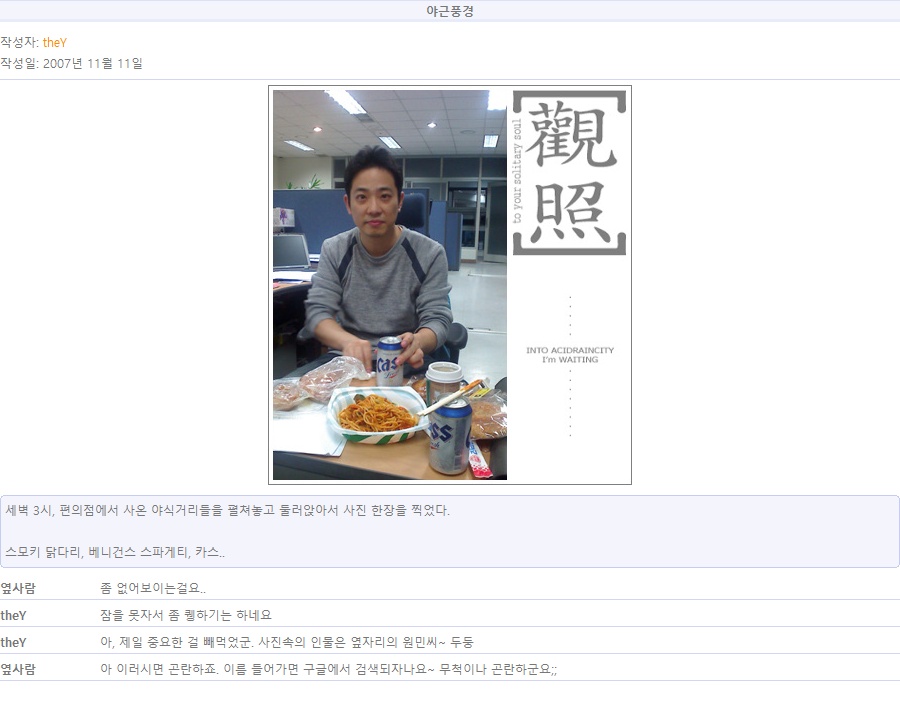 야근풍경
작성자: theY
작성일: 2007년 11월 11일
to your solitary soul
觀
照
INTO ACIDRAINCITY
I'm WAITING
Cass
새벽 3시, 편의점에서 사온 야식거리들을 펼쳐놓고 둘러앉아서 사진 한장을 찍었다.
스모키 닭다리, 베니건스 스파게티, 카스..
옆사람 좀 없어보이는걸요..
theY 잠을 못자서 좀 퀭하기는 하네요
theY 아, 제일 중요한 걸 빼먹었군. 사진속의 인물은 옆자리의 원민씨~ 두둥
옆사람 아 이러시면 곤란하죠. 이름 들어가면 구글에서 검색되자나요~ 무척이나 곤란하군요;;